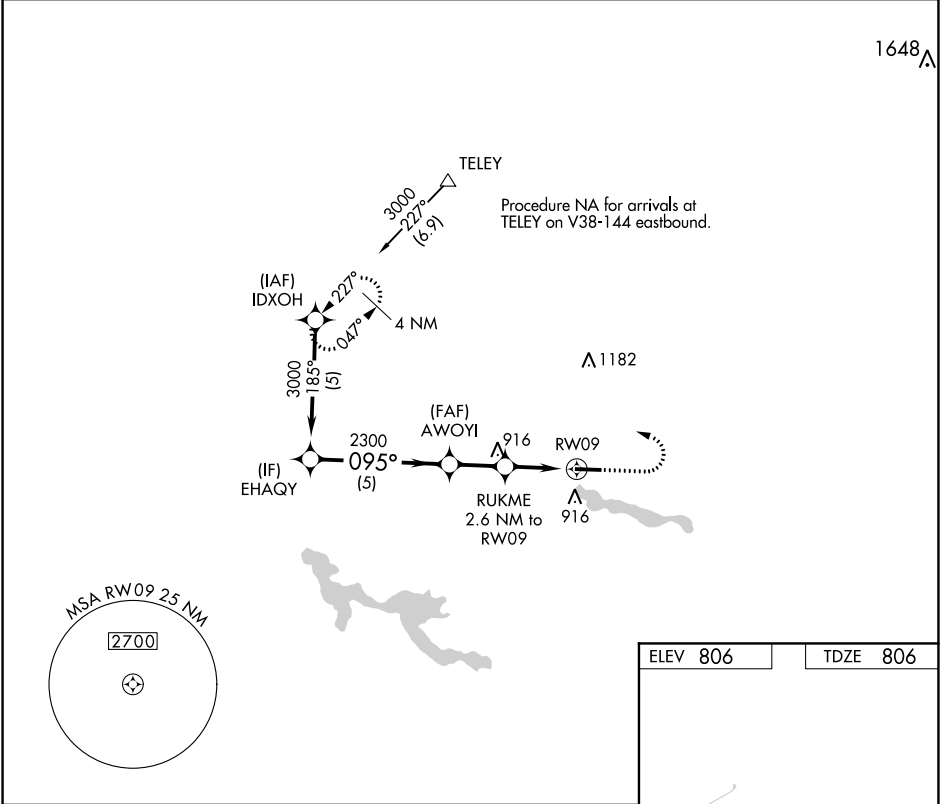 1648
TELEY
3000
227°
(6.9)
Procedure NA for arrivals at
TELEY on V38-144 eastbound.
(IAF)
IDXOH
227°
047°
4 NM
3000
185°
(5)
1182
(FAF)
AWOYI
916
RW09
2300
095°
(5)
(IF)
EHAQY
RUKME
2.6 NM to
RW09
916
MSA RW09 25 NM
2700
ELEV 806
TDZE 806